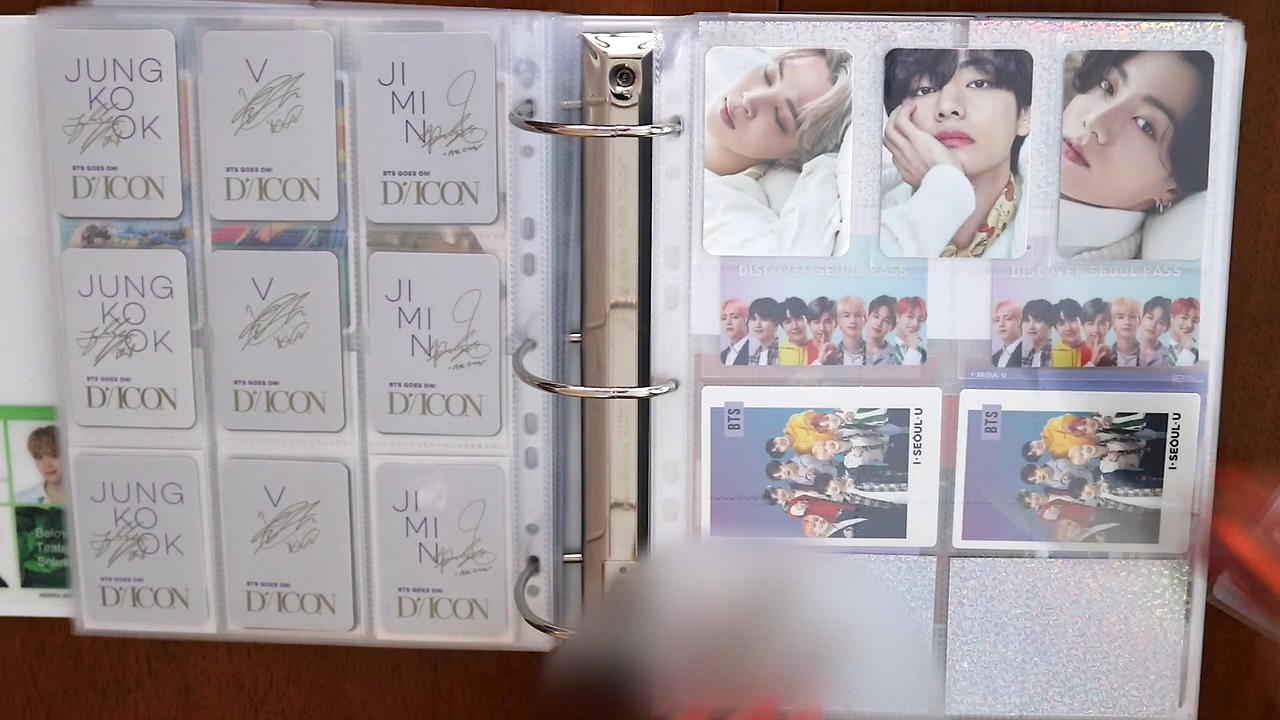 JUNG
KO
OK
BTS GOES ON!
D'/ICON
V
BTS GOES ON!
D'/ICON
JI
MI
N
BTS GOES ON!
D'/ICON
JUNG
KO
OK
BTS GOES ON!
D'/ICON
V
BTS GOES ON!
D'/ICON
JI
MI
N
BTS GOES ON!
D'/ICON
JUNG
KO
OK
BTS GOES ON!
D'/ICON
V
BTS GOES ON!
D'/ICON
JI
MI
N
BTS GOES ON!
D'/ICON
DISCOVER SEOUL PASS
DISCOVER SEOUL PASS
I·SEOUL·U
BTS
I·SEOUL·U
BTS
I·SEOUL·U